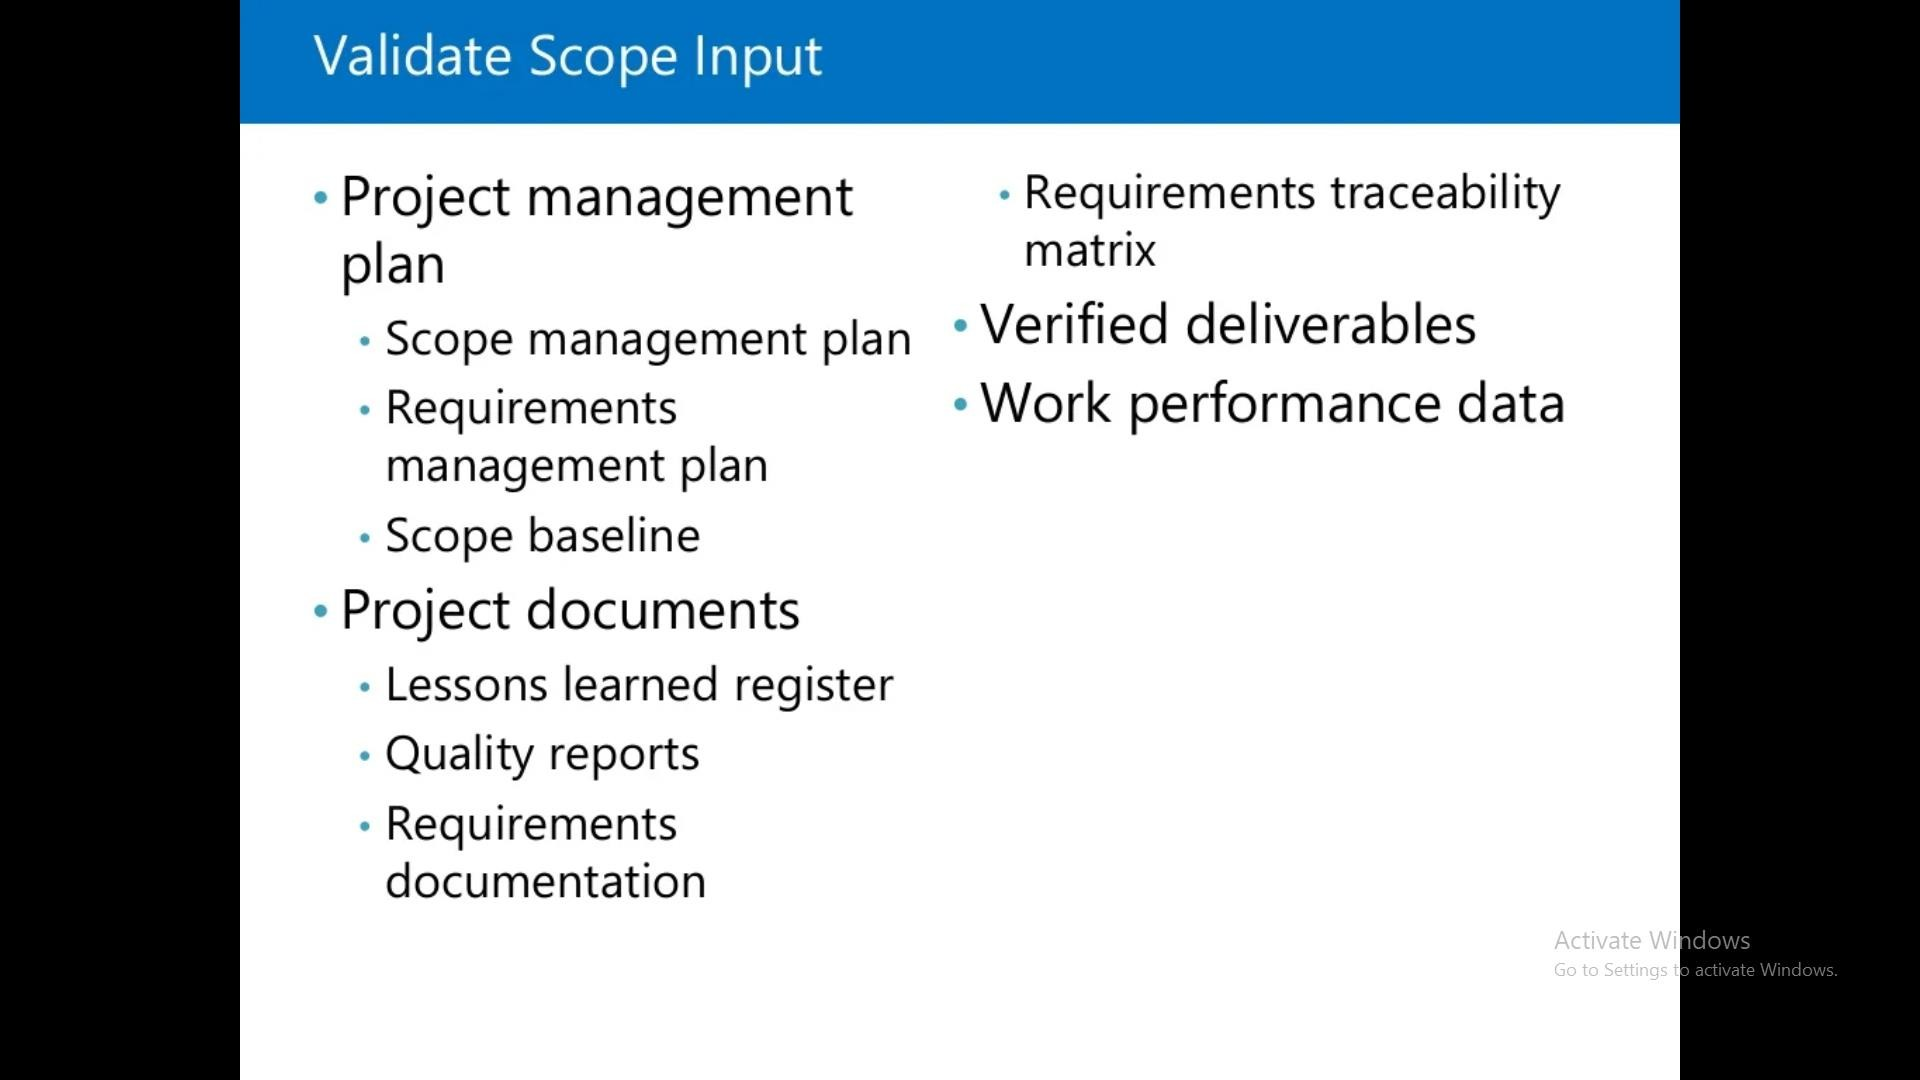 Validate Scope Input
• Project management
plan
• Scope management plan
• Requirements
management plan
• Scope baseline
• Project documents
• Lessons learned register
• Quality reports
• Requirements
documentation
• Requirements traceability
matrix
• Verified deliverables
• Work performance data
Activate Windows
Go to Settings to activate Windows.